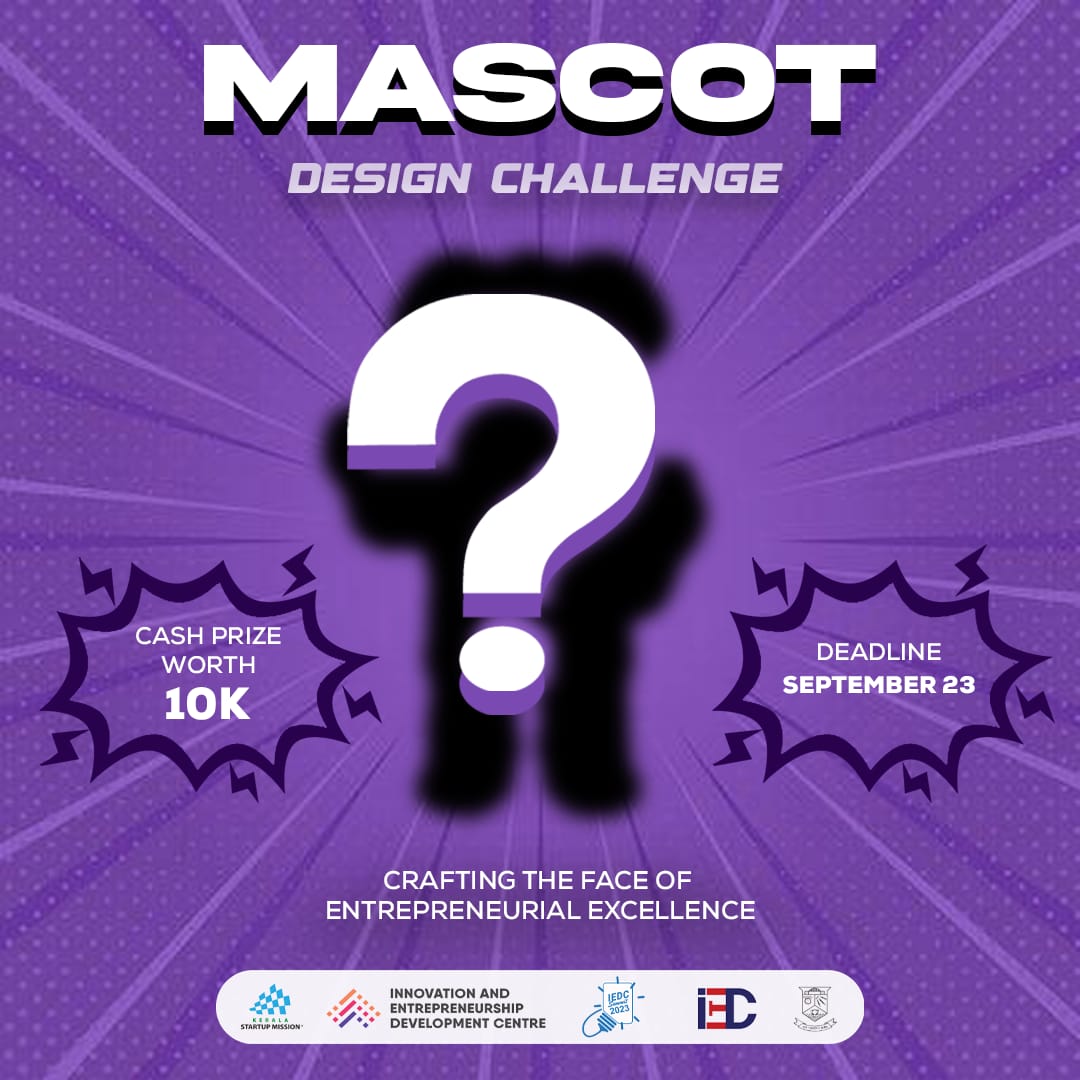 MASCOT
DESIGN CHALLENGE
?
CASH PRIZE
WORTH
10K
DEADLINE
SEPTEMBER 23
CRAFTING THE FACE OF
ENTREPRENEURIAL EXCELLENCE
KERALA
STARTUP MISSION
INNOVATION AND
ENTREPRENEURSHIP
DEVELOPMENT CENTRE
IEDC
Summit
2023
IEDC